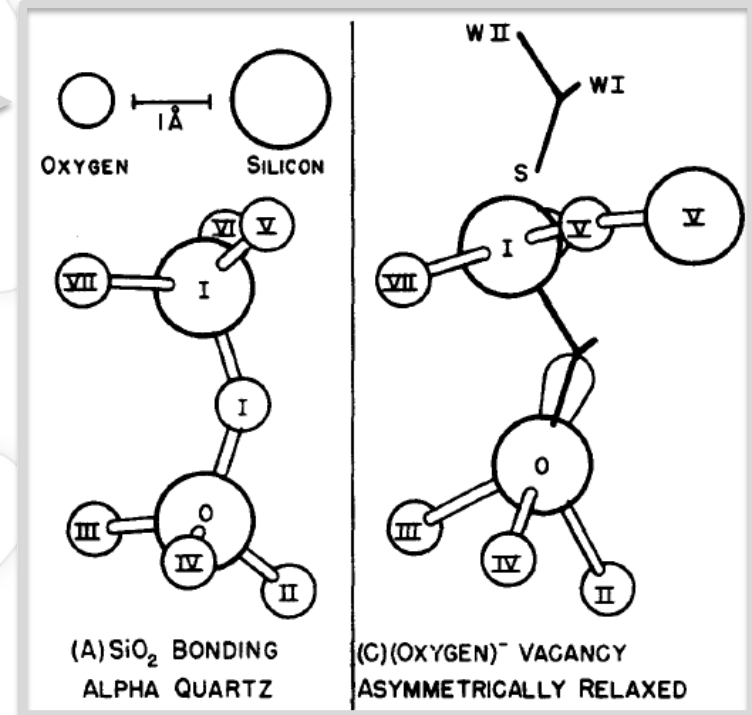 1Å
OXYGEN
SILICON
VI
V
VII
I
I
O
III
IV
II
(A) SiO₂ BONDING
ALPHA QUARTZ
W II
W I
S
I
V
V
VII
O
III
IV
II
(C)(OXYGEN)⁻ VACANCY
ASYMMETRICALLY RELAXED